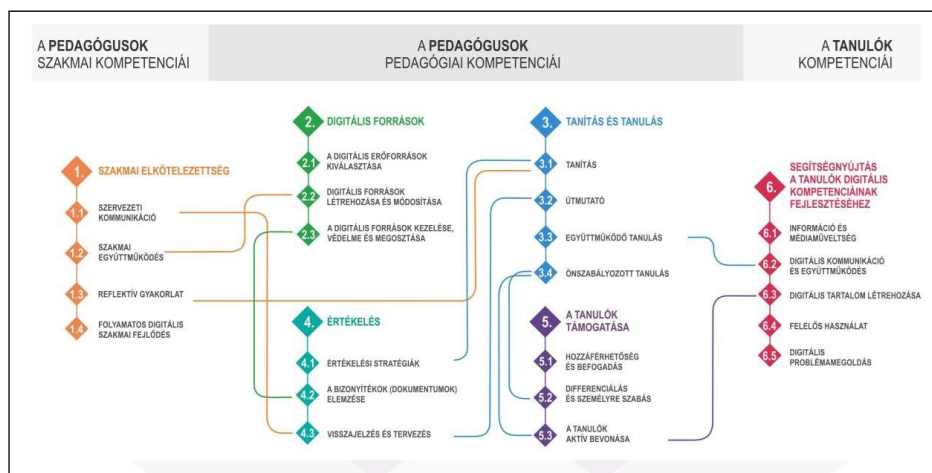 A PEDAGÓGUSOK
SZAKMAI KOMPETENCIÁI
A PEDAGÓGUSOK
PEDAGÓGIAI KOMPETENCIÁI
A TANULÓK
KOMPETENCIÁI
1. SZAKMAI ELKÖTELEZETTSÉG
1.1 SZERVEZETI
KOMMUNIKÁCIÓ
1.2 SZAKMAI
EGYÜTTMŰKÖDÉS
1.3 REFLEKTÍV GYAKORLAT
1.4 FOLYAMATOS DIGITÁLIS
SZAKMAI FEJLŐDÉS
2. DIGITÁLIS FORRÁSOK
2.1 A DIGITÁLIS ERŐFORRÁSOK
KIVÁLASZTÁSA
2.2 DIGITÁLIS FORRÁSOK
LÉTREHOZÁSA ÉS MÓDOSÍTÁSA
2.3 A DIGITÁLIS FORRÁSOK KEZELÉSE,
VÉDELME ÉS MEGOSZTÁSA
4. ÉRTÉKELÉS
4.1 ÉRTÉKELÉSI STRATÉGIÁK
4.2 A BIZONYÍTÉKOK (DOKUMENTUMOK)
ELEMZÉSE
4.3 VISSZAJELZÉS ÉS TERVEZÉS
3. TANÍTÁS ÉS TANULÁS
3.1 TANÍTÁS
3.2 ÚTMUTATÓ
3.3 EGYÜTTMŰKÖDŐ TANULÁS
3.4 ÖNSZABÁLYOZOTT TANULÁS
5. A TANULÓK
TÁMOGATÁSA
5.1 HOZZÁFÉRHETŐSÉG
ÉS BEFOGADÁS
5.2 DIFFERENCIÁLÁS
ÉS SZEMÉLYRE SZABÁS
5.3 A TANULÓK
AKTÍV BEVONÁSA
6. SEGÍTSÉGNYÚJTÁS
A TANULÓK DIGITÁLIS
KOMPETENCIÁINAK
FEJLESZTÉSÉHEZ
6.1 INFORMÁCIÓ ÉS
MÉDIAMŰVELTSÉG
6.2 DIGITÁLIS KOMMUNIKÁCIÓ
ÉS EGYÜTTMŰKÖDÉS
6.3 DIGITÁLIS TARTALOM LÉTREHOZÁSA
6.4 FELELŐS HASZNÁLAT
6.5 DIGITÁLIS
PROBLÉMAMEGOLDÁS